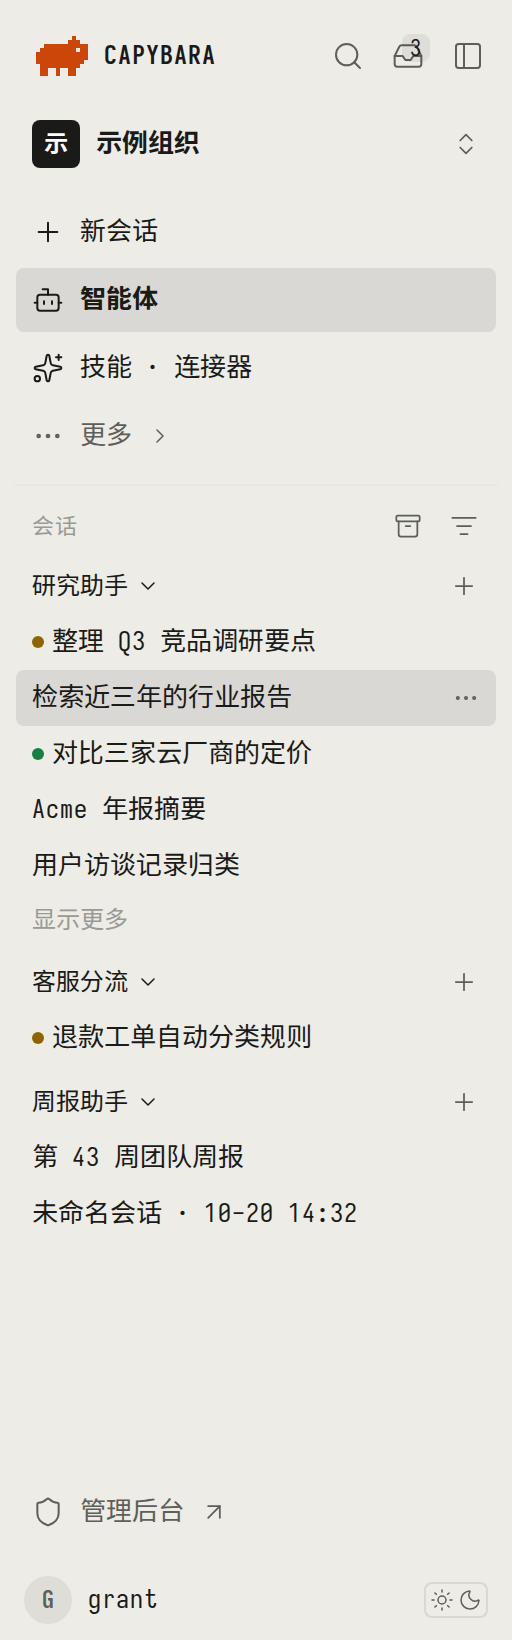 CAPYBARA
3
示 示例组织
新会话
智能体
技能 · 连接器
更多
会话
研究助手
整理 Q3 竞品调研要点
检索近三年的行业报告
对比三家云厂商的定价
Acme 年报摘要
用户访谈记录归类
显示更多
客服分流
退款工单自动分类规则
周报助手
第 43 周团队周报
未命名会话 · 10-20 14:32
管理后台
G grant